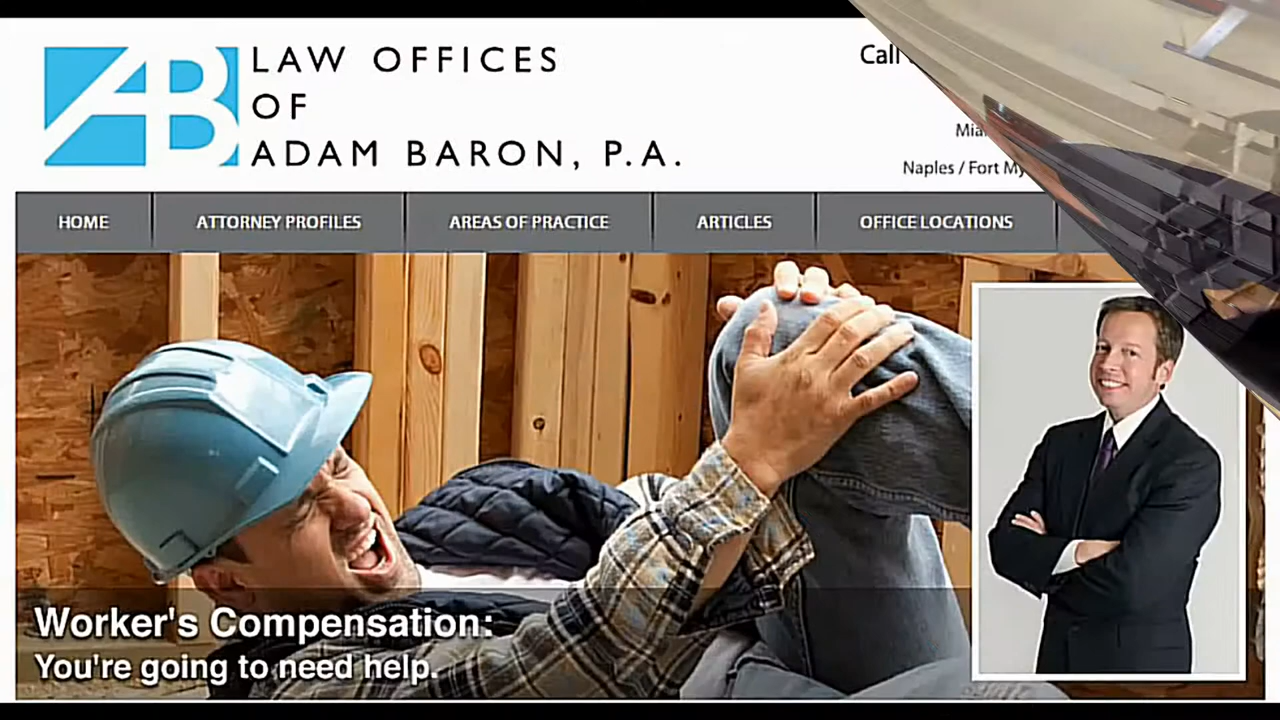 AB
LAW OFFICES
OF
ADAM BARON, P.A.
Call
Naples / Fort
HOME
ATTORNEY PROFILES
AREAS OF PRACTICE
ARTICLES
OFFICE LOCATIONS
Worker's Compensation:
You're going to need help.